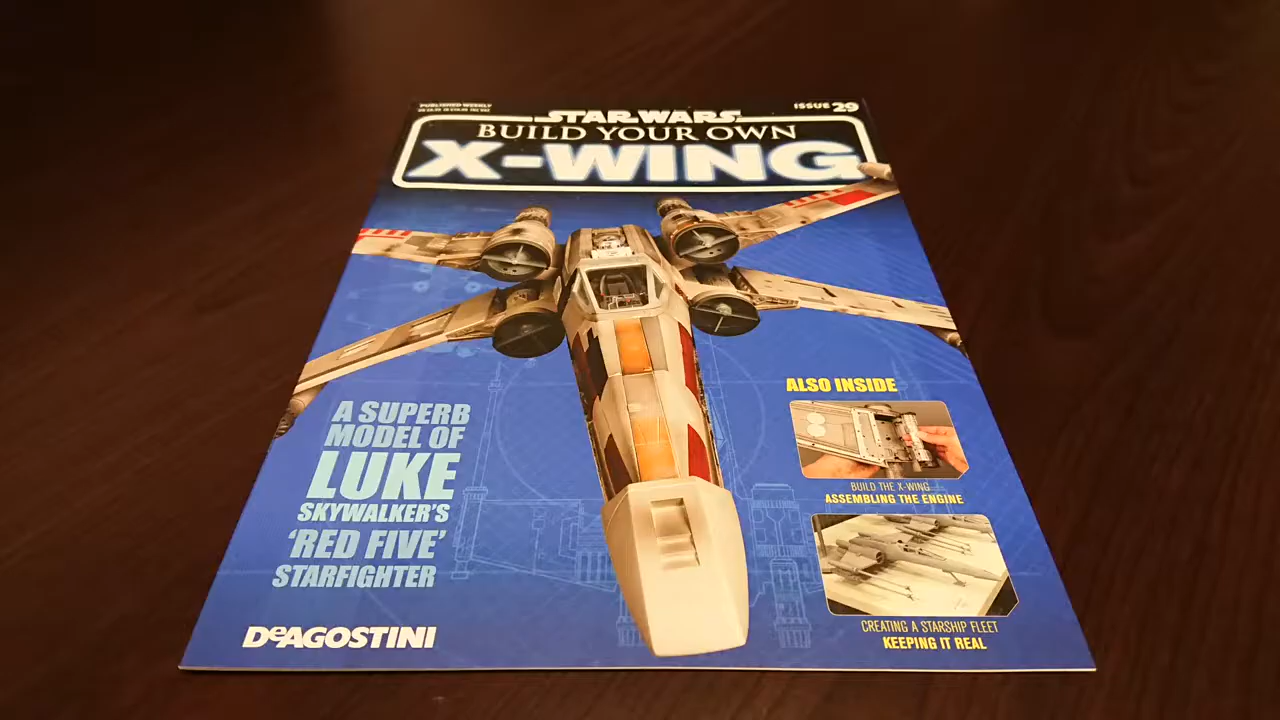 PUBLISHED WEEKLY
ISSUE 29
STAR WARS
BUILD YOUR OWN
X-WING
A SUPERB
MODEL OF
LUKE
SKYWALKER'S
'RED FIVE'
STARFIGHTER
DeAGOSTINI
ALSO INSIDE
BUILD THE X-WING
ASSEMBLING THE ENGINE
CREATING A STARSHIP FLEET
KEEPING IT REAL